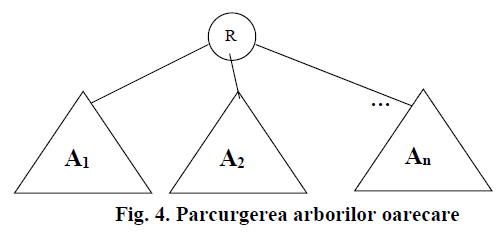 R
...
A1 A2 An
Fig. 4. Parcurgerea arborilor oarecare